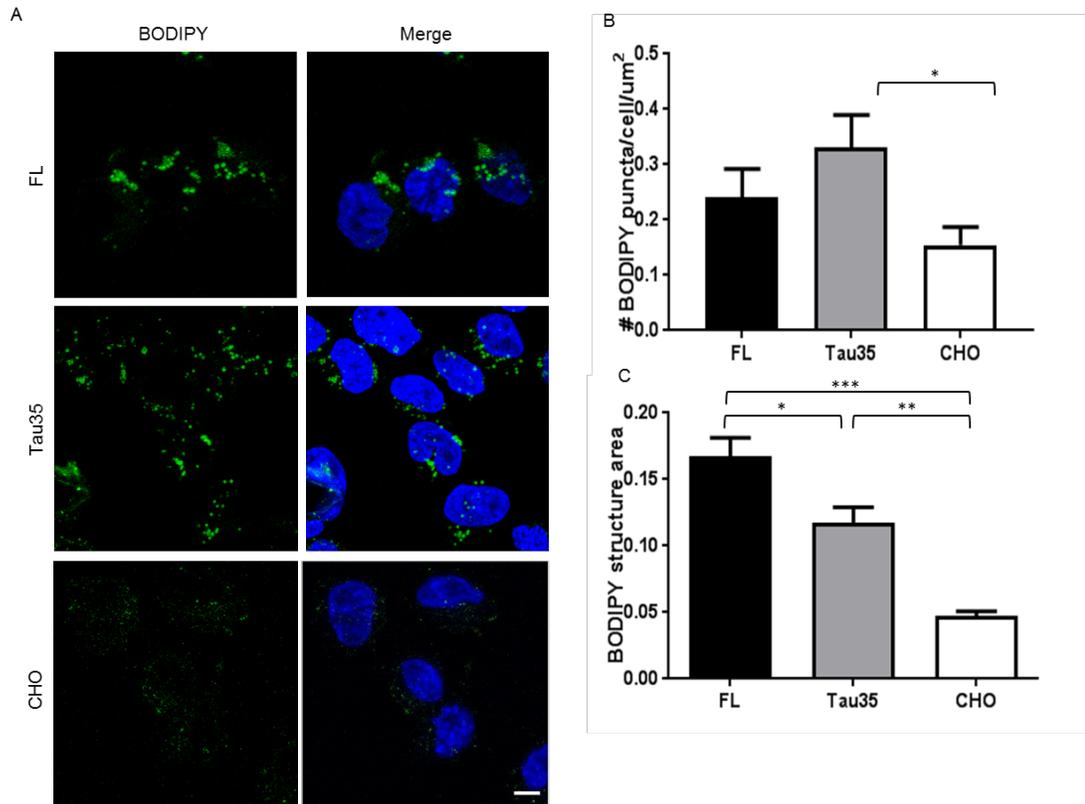 A
BODIPY Merge
FL
Tau35
CHO
B
# BODIPY puncta/cell/um²
0.5
0.4
0.3
0.2
0.1
0.0
*
FL Tau35 CHO
C
BODIPY structure area
0.20
0.15
0.10
0.05
0.00
***
* **
FL Tau35 CHO